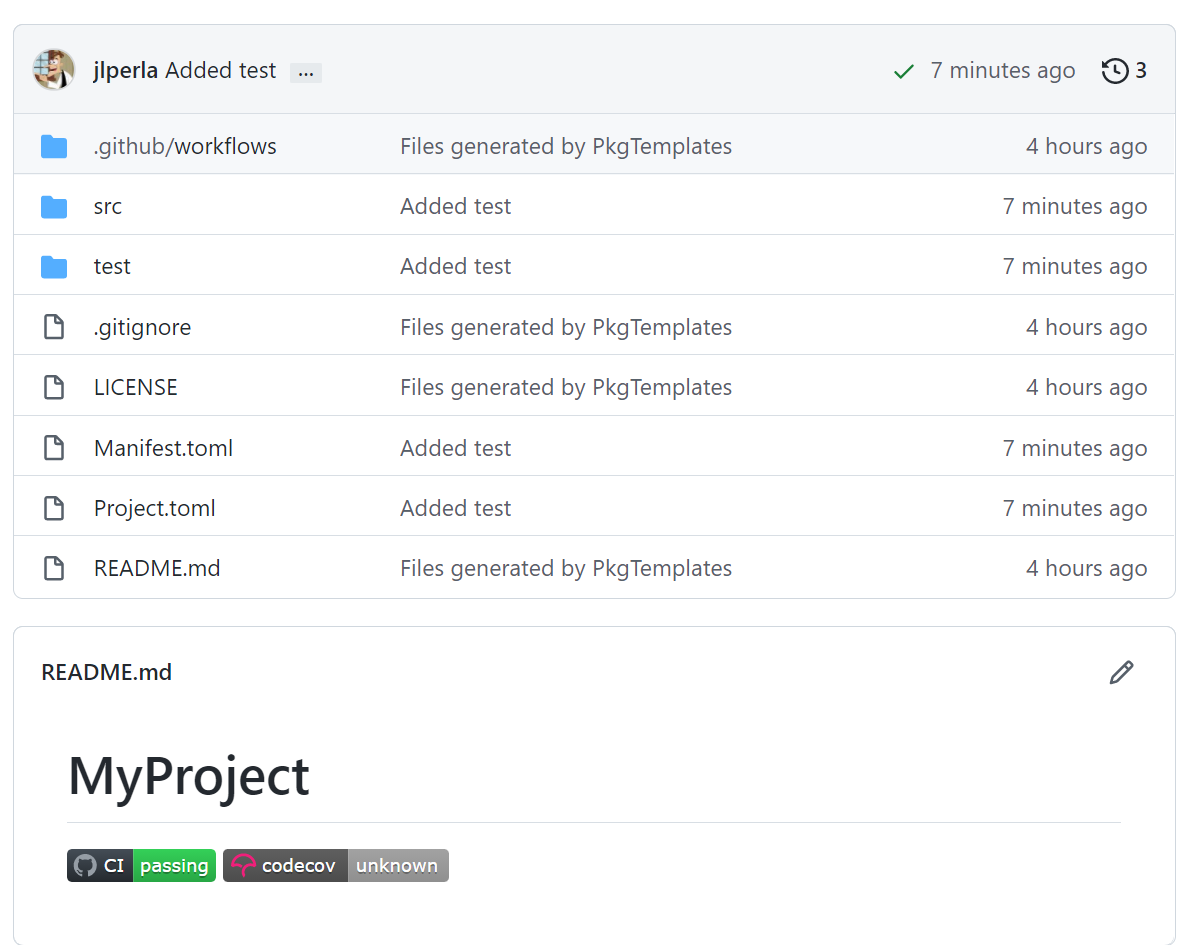 jlperla Added test ... 7 minutes ago 3
.github/workflows Files generated by PkgTemplates 4 hours ago
src Added test 7 minutes ago
test Added test 7 minutes ago
.gitignore Files generated by PkgTemplates 4 hours ago
LICENSE Files generated by PkgTemplates 4 hours ago
Manifest.toml Added test 7 minutes ago
Project.toml Added test 7 minutes ago
README.md Files generated by PkgTemplates 4 hours ago
README.md
MyProject
CI passing codecov unknown